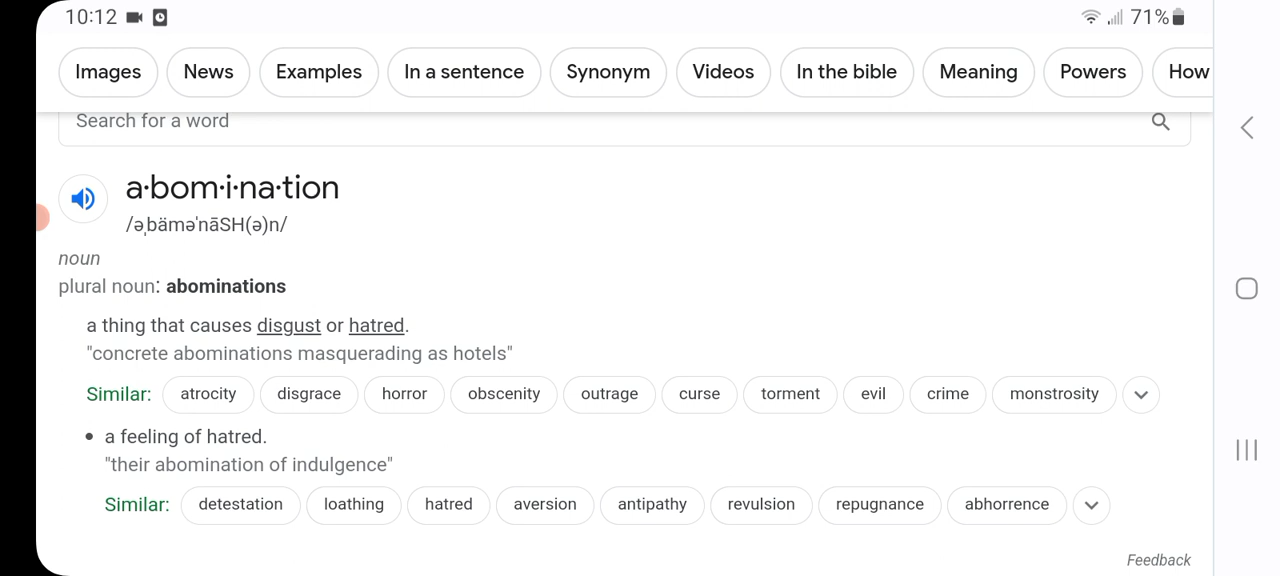 10:12 71%
Images News Examples In a sentence Synonym Videos In the bible Meaning Powers How
Search for a word
a·bom·i·na·tion
/əˌbäməˈnāSH(ə)n/
noun
plural noun: abominations
a thing that causes disgust or hatred.
"concrete abominations masquerading as hotels"
Similar: atrocity disgrace horror obscenity outrage curse torment evil crime monstrosity
• a feeling of hatred.
"their abomination of indulgence"
Similar: detestation loathing hatred aversion antipathy revulsion repugnance abhorrence
Feedback